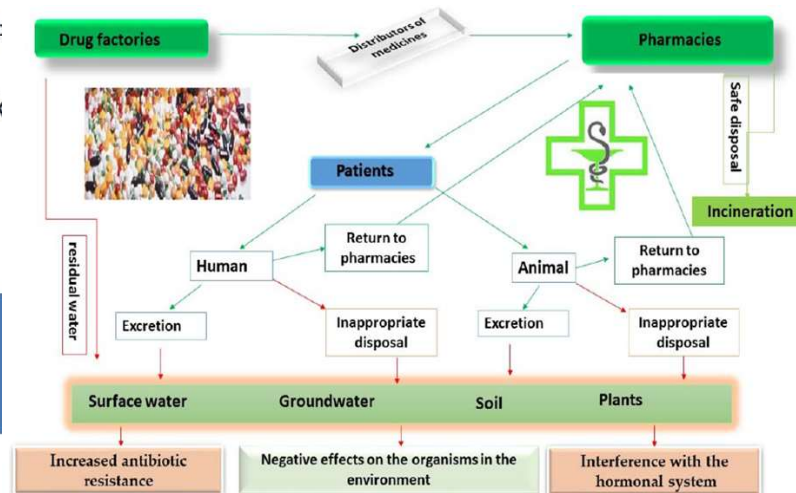 Drug factories
Distributors of
medicines
Pharmacies
Safe disposal
Patients
Incineration
Human
Return to
pharmacies
Animal
Return to
pharmacies
residual water
Excretion
Inappropriate
disposal
Excretion
Inappropriate
disposal
Surface water
Groundwater
Soil
Plants
Increased antibiotic
resistance
Negative effects on the organisms in the
environment
Interference with the
hormonal system